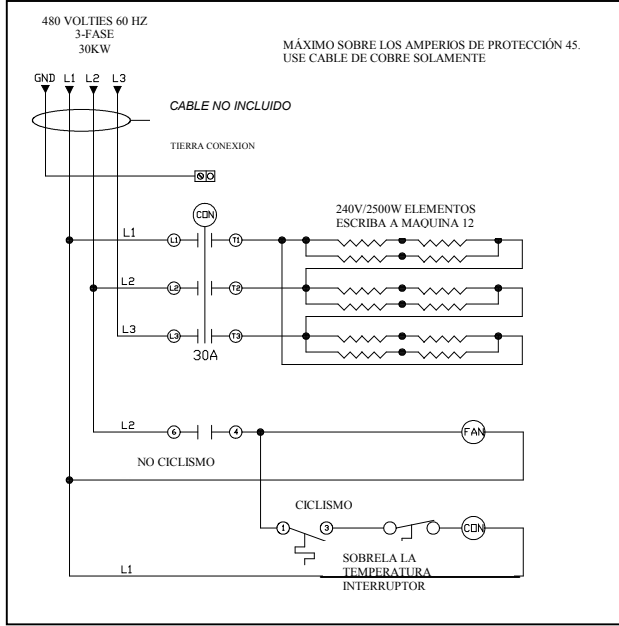 480 VOLTIES 60 HZ
3-FASE
30KW
MÁXIMO SOBRE LOS AMPERIOS DE PROTECCIÓN 45.
USE CABLE DE COBRE SOLAMENTE
GND L1 L2 L3
CABLE NO INCLUIDO
TIERRA CONEXION
CON
240V/2500W ELEMENTOS
ESCRIBA A MAQUINA 12
L1 L1 T1
L2 L2 T2
L3 L3 T3
30A
L2 6 4 FAN
NO CICLISMO
CICLISMO
1 3 CON
SOBRELA LA
L1 TEMPERATURA
INTERRUPTOR